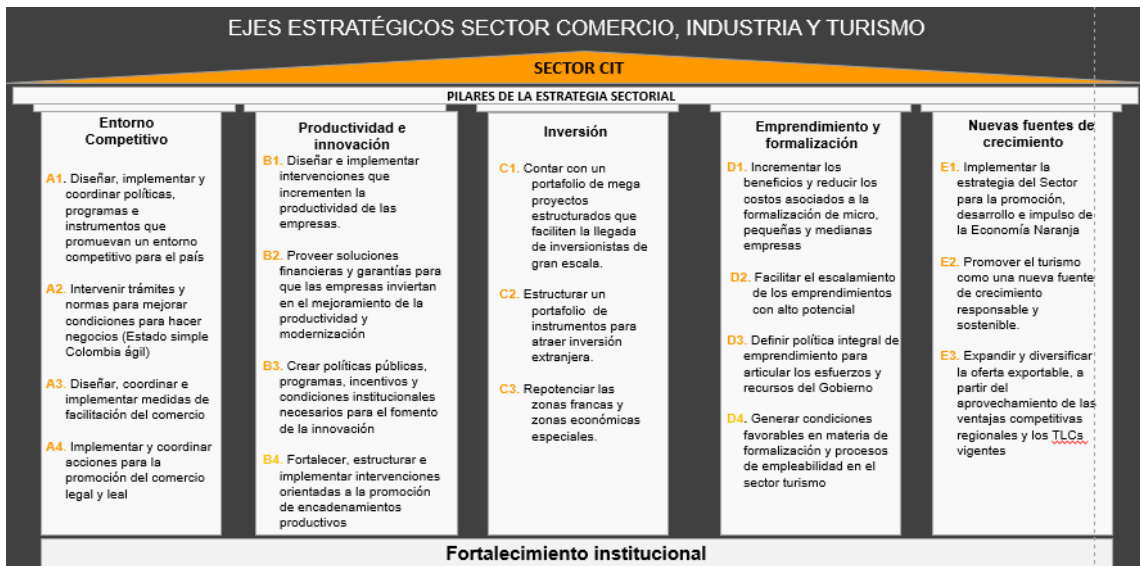 EJES ESTRATÉGICOS SECTOR COMERCIO, INDUSTRIA Y TURISMO
SECTOR CIT
PILARES DE LA ESTRATEGIA SECTORIAL
Entorno
Competitivo
A1. Diseñar, implementar y
coordinar políticas,
programas e
instrumentos que
promuevan un entorno
competitivo para el país
A2. Intervenir trámites y
normas para mejorar
condiciones para hacer
negocios (Estado simple
Colombia ágil)
A3. Diseñar, coordinar e
implementar medidas de
facilitación del comercio
A4. Implementar y coordinar
acciones para la
promoción del comercio
legal y leal
Productividad e
innovación
B1. Diseñar e implementar
intervenciones que
incrementen la
productividad de las
empresas.
B2. Proveer soluciones
financieras y garantías para
que las empresas inviertan
en el mejoramiento de la
productividad y
modernización
B3. Crear políticas públicas,
programas, incentivos y
condiciones institucionales
necesarios para el fomento
de la innovación
B4. Fortalecer, estructurar e
implementar intervenciones
orientadas a la promoción
de encadenamientos
productivos
Inversión
C1. Contar con un
portafolio de mega
proyectos
estructurados que
faciliten la llegada
de inversionistas de
gran escala.
C2. Estructurar un
portafolio de
instrumentos para
atraer inversión
extranjera.
C3. Repotenciar las
zonas francas y
zonas económicas
especiales.
Emprendimiento y
formalización
D1. Incrementar los
beneficios y reducir los
costos asociados a la
formalización de micro,
pequeñas y medianas
empresas
D2. Facilitar el escalamiento
de los emprendimientos
con alto potencial
D3. Definir política integral de
emprendimiento para
articular los esfuerzos y
recursos del Gobierno
D4. Generar condiciones
favorables en materia de
formalización y procesos
de empleabilidad en el
sector turismo
Nuevas fuentes de
crecimiento
E1. Implementar la
estrategia del Sector
para la promoción,
desarrollo e impulso de
la Economía Naranja
E2. Promover el turismo
como una nueva fuente
de crecimiento
responsable y
sostenible.
E3. Expandir y diversificar
la oferta exportable, a
partir del
aprovechamiento de las
ventajas competitivas
regionales y los TLCs
vigentes
Fortalecimiento institucional